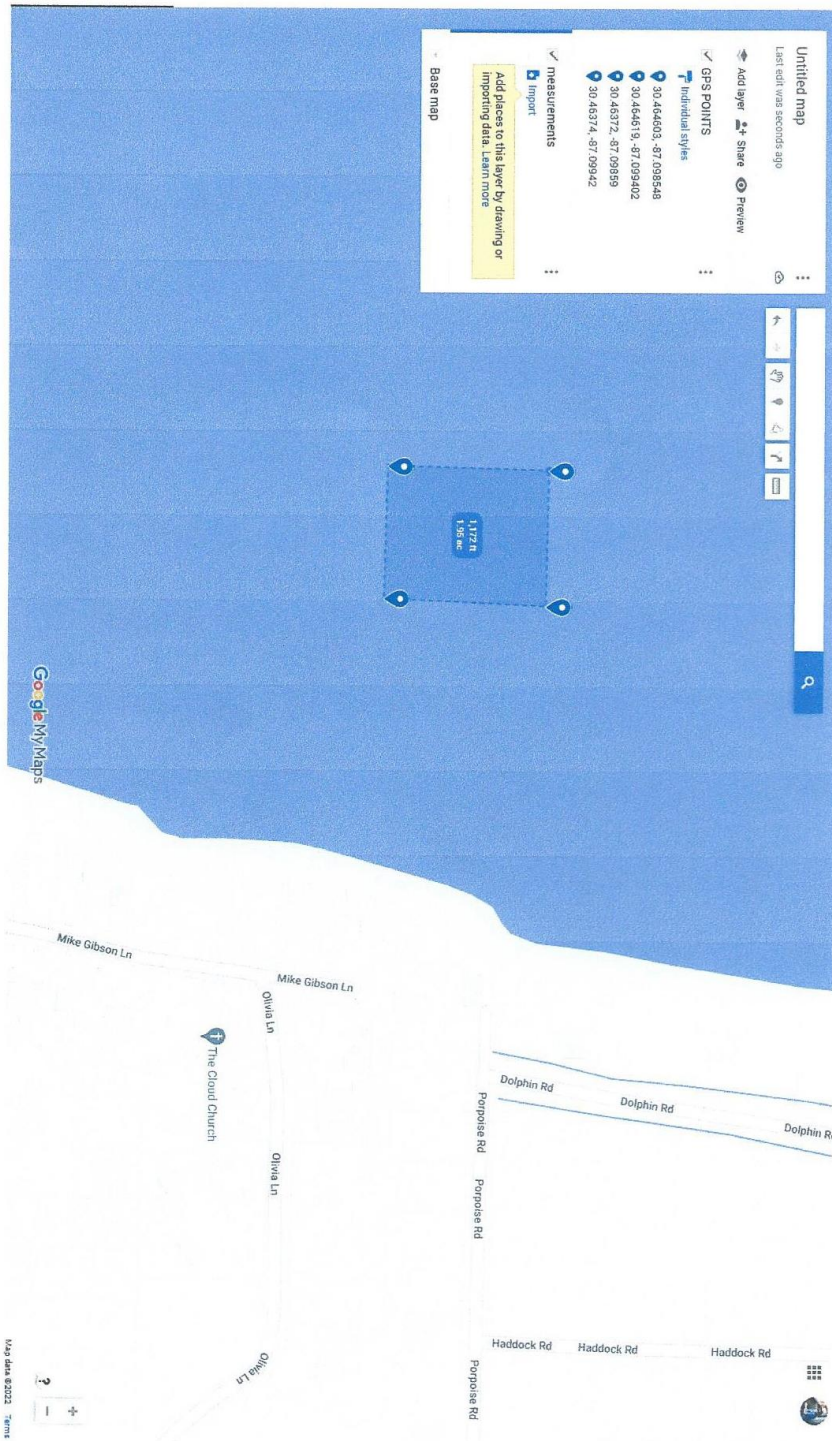 Untitled map
Last edit was seconds ago
Add layer
Share
Preview
GPS POINTS
Individual styles
30.464603, -87.098548
30.464619, -87.099402
30.46372, -87.09859
30.46374, -87.09942
measurements
Import
Add places to this layer by drawing or
importing data. Learn more
Base map
1,172 ft
1.95 ac
Dolphin Rd
Dolphin Rd
Dolphin R
Haddock Rd
Haddock Rd
Haddock Rd
Porpoise Rd
Porpoise Rd
Porpoise Rd
Mike Gibson Ln
Mike Gibson Ln
Olivia Ln
Olivia Ln
Olivia Ln
The Cloud Church
Google My Maps
Map data ©2022
Terms
?